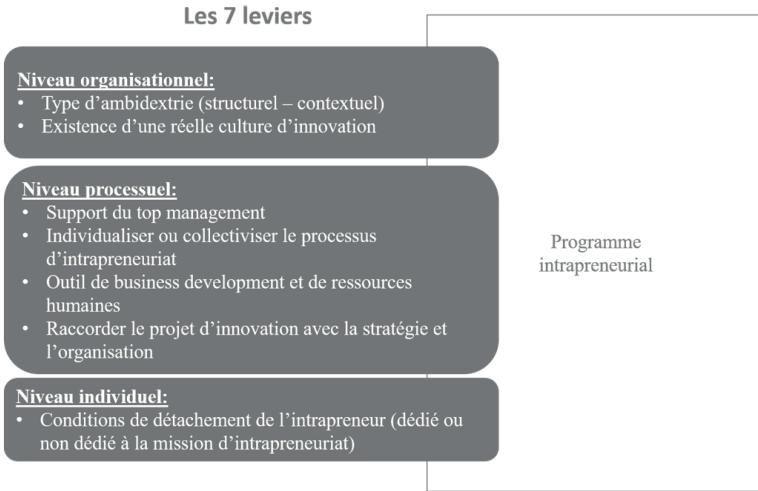 Les 7 leviers
Niveau organisationnel:
• Type d’ambidextrie (structurel – contextuel)
• Existence d’une réelle culture d’innovation
Niveau processuel:
• Support du top management
• Individualiser ou collectiviser le processus
d’intrapreneuriat
• Outil de business development et de ressources
humaines
• Raccorder le projet d’innovation avec la stratégie et
l’organisation
Niveau individuel:
• Conditions de détachement de l’intrapreneur (dédié ou
non dédié à la mission d’intrapreneuriat)
Programme
intrapreneurial